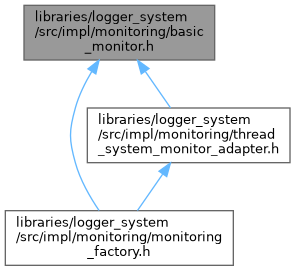 libraries/logger_system
/src/impl/monitoring/basic
_monitor.h
libraries/logger_system
/src/impl/monitoring/thread
_system_monitor_adapter.h
libraries/logger_system
/src/impl/monitoring/monitoring
_factory.h